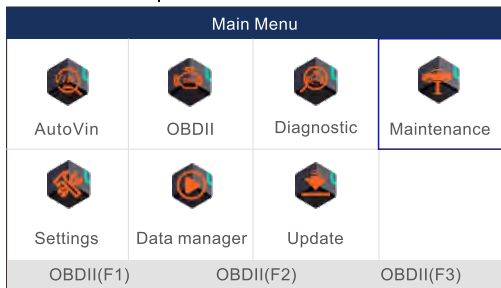 Main Menu
AutoVin OBDII Diagnostic Maintenance
Settings Data manager Update
OBDII(F1) OBDII(F2) OBDII(F3)